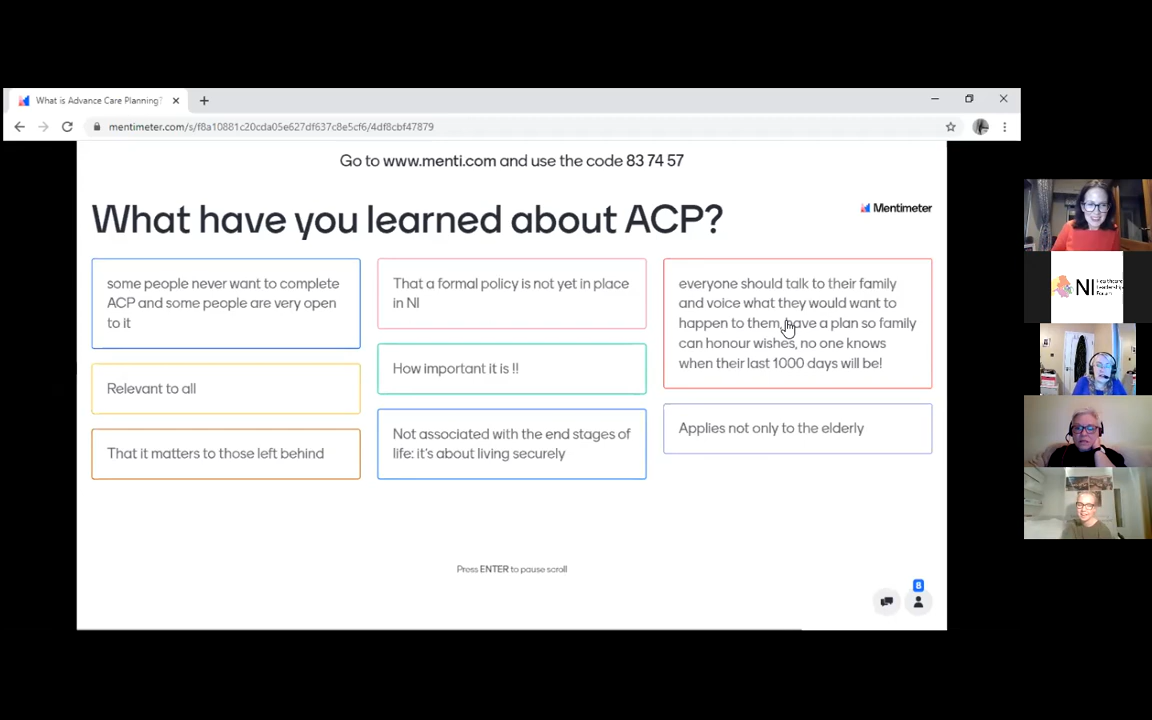 What is Advance Care Planning?
mentimeter.com/s/f8a10881c20cda05e627df637c8e5cf6/4df8cbf47879
Go to www.menti.com and use the code 83 74 57
What have you learned about ACP?
Mentimeter
some people never want to complete
ACP and some people are very open
to it
Relevant to all
That it matters to those left behind
That a formal policy is not yet in place
in NI
How important it is !!
Not associated with the end stages of
life: it's about living securely
everyone should talk to their family
and voice what they would want to
happen to them, have a plan so family
can honour wishes, no one knows
when their last 1000 days will be!
Applies not only to the elderly
Press ENTER to pause scroll
8
NI
Healthcare
Leadership
Forum